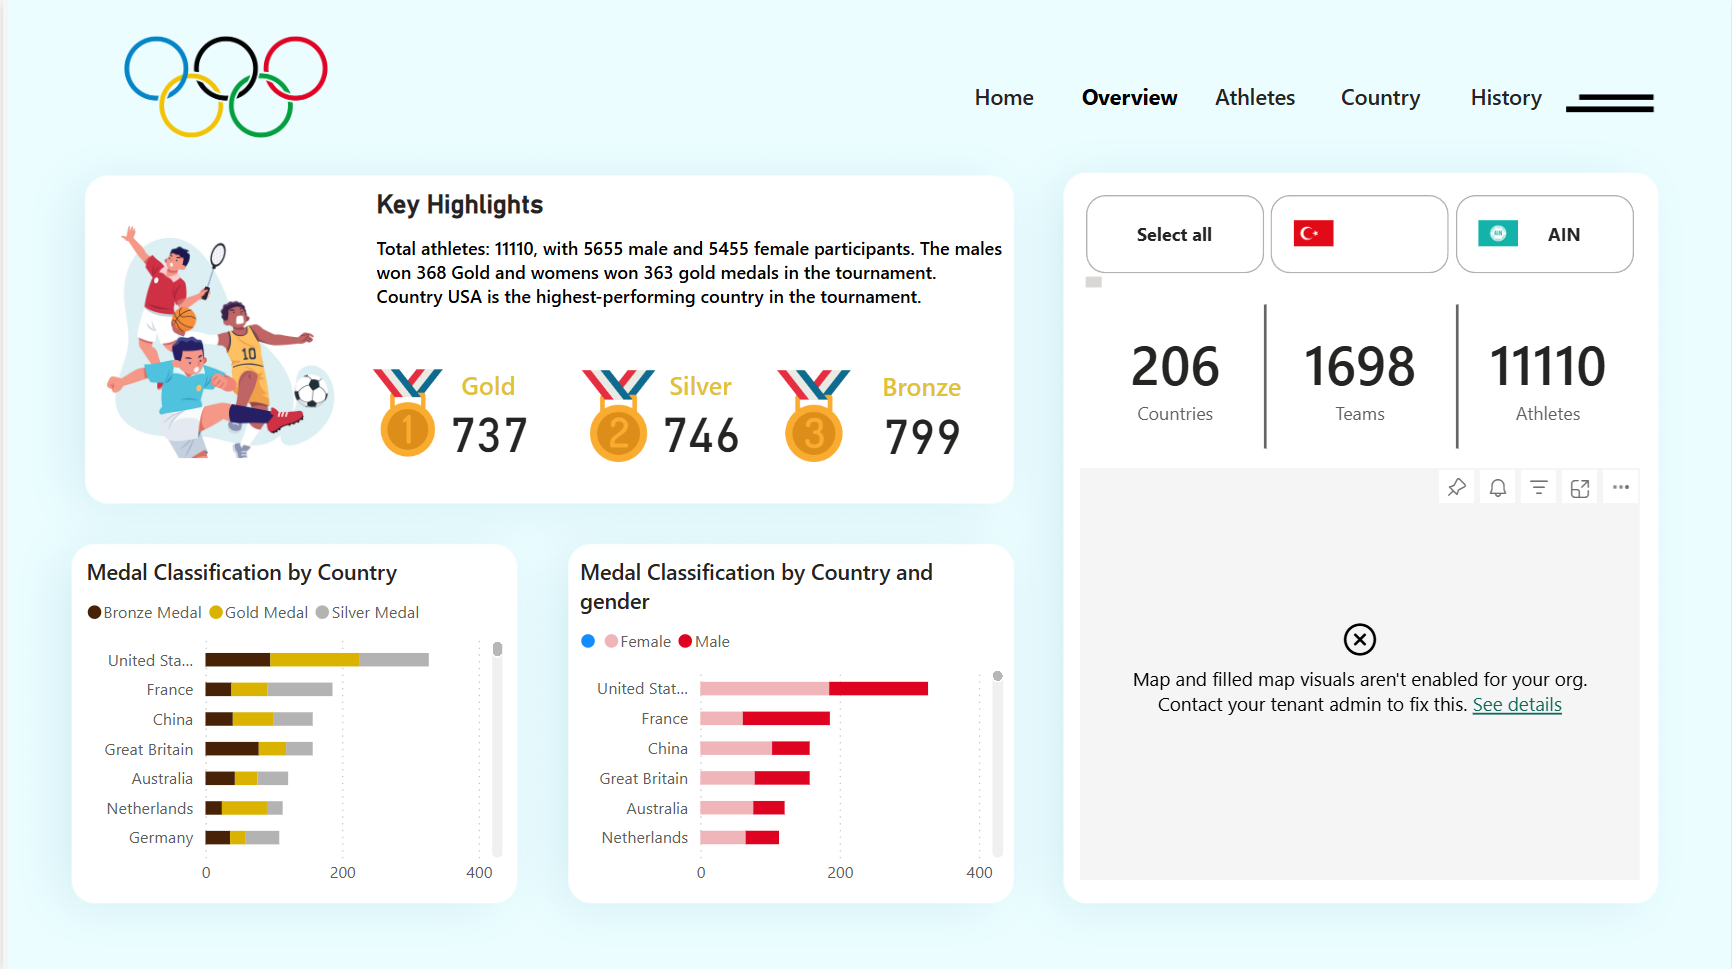 Home Overview Athletes Country History
Key Highlights
Total athletes: 11110, with 5655 male and 5455 female participants. The males
won 368 Gold and womens won 363 gold medals in the tournament.
Country USA is the highest-performing country in the tournament.
10
1 Gold 737
2 Silver 746
3 Bronze 799
Select all
AIN AIN
206 1698 11110
Countries Teams Athletes
Map and filled map visuals aren't enabled for your org.
Contact your tenant admin to fix this. See details
Medal Classification by Country
Bronze Medal Gold Medal Silver Medal
United Sta...
France
China
Great Britain
Australia
Netherlands
Germany
0 200 400
Medal Classification by Country and
gender
Female Male
United Stat...
France
China
Great Britain
Australia
Netherlands
0 200 400